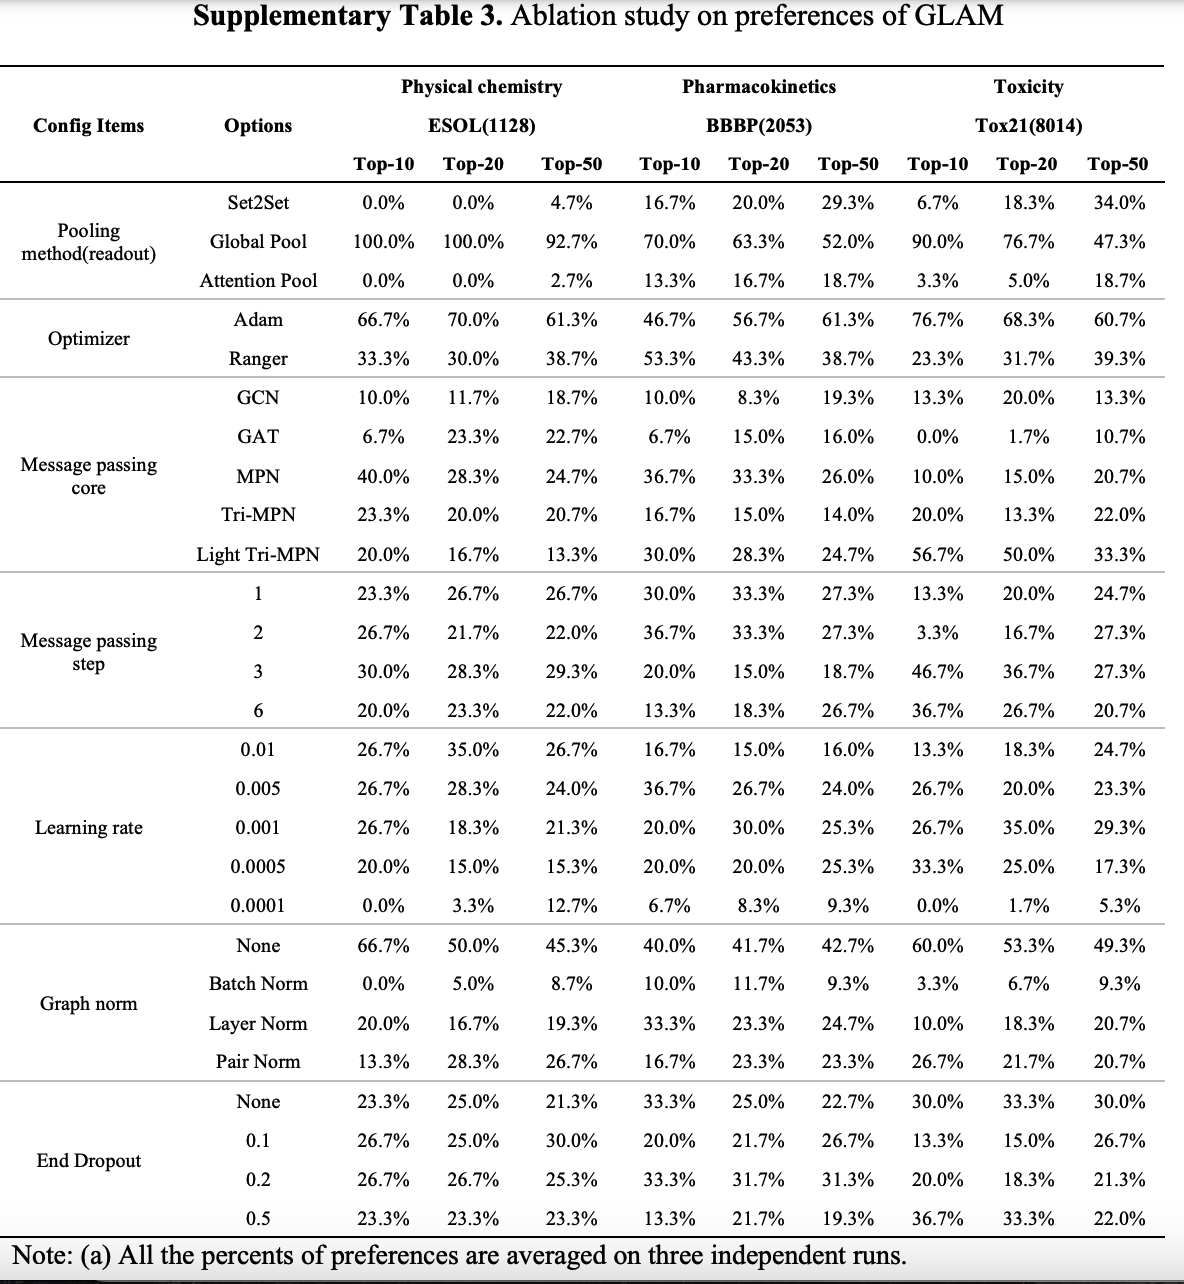 Supplementary Table 3. Ablation study on preferences of GLAM
Physical chemistry Pharmacokinetics Toxicity
Config Items Options ESOL(1128) BBBP(2053) Tox21(8014)
Top-10 Top-20 Top-50 Top-10 Top-20 Top-50 Top-10 Top-20 Top-50
Pooling method(readout)
Set2Set 0.0% 0.0% 4.7% 16.7% 20.0% 29.3% 6.7% 18.3% 34.0%
Global Pool 100.0% 100.0% 92.7% 70.0% 63.3% 52.0% 90.0% 76.7% 47.3%
Attention Pool 0.0% 0.0% 2.7% 13.3% 16.7% 18.7% 3.3% 5.0% 18.7%
Optimizer
Adam 66.7% 70.0% 61.3% 46.7% 56.7% 61.3% 76.7% 68.3% 60.7%
Ranger 33.3% 30.0% 38.7% 53.3% 43.3% 38.7% 23.3% 31.7% 39.3%
Message passing core
GCN 10.0% 11.7% 18.7% 10.0% 8.3% 19.3% 13.3% 20.0% 13.3%
GAT 6.7% 23.3% 22.7% 6.7% 15.0% 16.0% 0.0% 1.7% 10.7%
MPN 40.0% 28.3% 24.7% 36.7% 33.3% 26.0% 10.0% 15.0% 20.7%
Tri-MPN 23.3% 20.0% 20.7% 16.7% 15.0% 14.0% 20.0% 13.3% 22.0%
Light Tri-MPN 20.0% 16.7% 13.3% 30.0% 28.3% 24.7% 56.7% 50.0% 33.3%
Message passing step
1 23.3% 26.7% 26.7% 30.0% 33.3% 27.3% 13.3% 20.0% 24.7%
2 26.7% 21.7% 22.0% 36.7% 33.3% 27.3% 3.3% 16.7% 27.3%
3 30.0% 28.3% 29.3% 20.0% 15.0% 18.7% 46.7% 36.7% 27.3%
6 20.0% 23.3% 22.0% 13.3% 18.3% 26.7% 36.7% 26.7% 20.7%
Learning rate
0.01 26.7% 35.0% 26.7% 16.7% 15.0% 16.0% 13.3% 18.3% 24.7%
0.005 26.7% 28.3% 24.0% 36.7% 26.7% 24.0% 26.7% 20.0% 23.3%
0.001 26.7% 18.3% 21.3% 20.0% 30.0% 25.3% 26.7% 35.0% 29.3%
0.0005 20.0% 15.0% 15.3% 20.0% 20.0% 25.3% 33.3% 25.0% 17.3%
0.0001 0.0% 3.3% 12.7% 6.7% 8.3% 9.3% 0.0% 1.7% 5.3%
Graph norm
None 66.7% 50.0% 45.3% 40.0% 41.7% 42.7% 60.0% 53.3% 49.3%
Batch Norm 0.0% 5.0% 8.7% 10.0% 11.7% 9.3% 3.3% 6.7% 9.3%
Layer Norm 20.0% 16.7% 19.3% 33.3% 23.3% 24.7% 10.0% 18.3% 20.7%
Pair Norm 13.3% 28.3% 26.7% 16.7% 23.3% 23.3% 26.7% 21.7% 20.7%
End Dropout
None 23.3% 25.0% 21.3% 33.3% 25.0% 22.7% 30.0% 33.3% 30.0%
0.1 26.7% 25.0% 30.0% 20.0% 21.7% 26.7% 13.3% 15.0% 26.7%
0.2 26.7% 26.7% 25.3% 33.3% 31.7% 31.3% 20.0% 18.3% 21.3%
0.5 23.3% 23.3% 23.3% 13.3% 21.7% 19.3% 36.7% 33.3% 22.0%
Note: (a) All the percents of preferences are averaged on three independent runs.